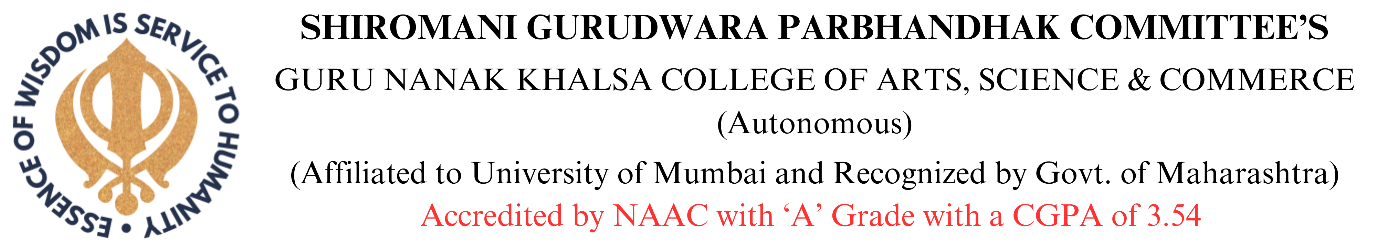 ESSENCE OF WISDOM IS SERVICE TO HUMANITY •
SHIROMANI GURUDWARA PARBHANDHAK COMMITTEE’S
GURU NANAK KHALSA COLLEGE OF ARTS, SCIENCE & COMMERCE
(Autonomous)
(Affiliated to University of Mumbai and Recognized by Govt. of Maharashtra)
Accredited by NAAC with ‘A’ Grade with a CGPA of 3.54